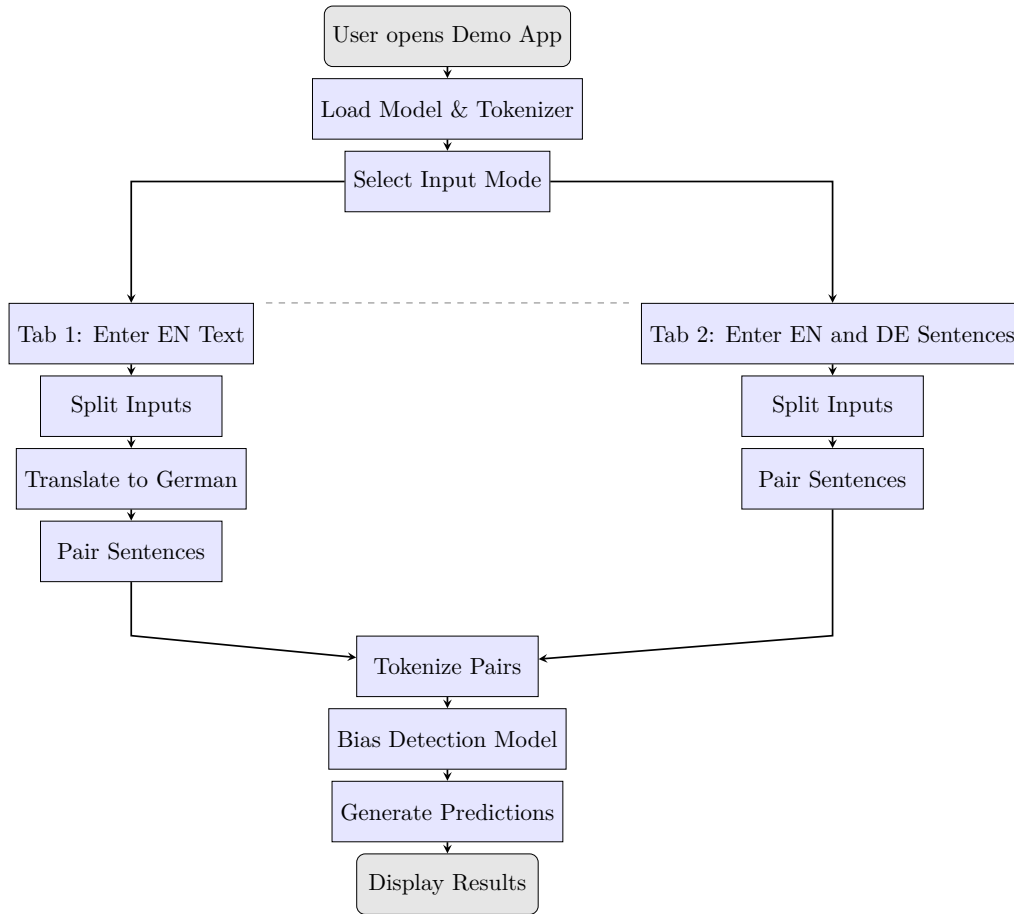 User opens Demo App
Load Model & Tokenizer
Select Input Mode
Tab 1: Enter EN Text
Split Inputs
Translate to German
Pair Sentences
Tab 2: Enter EN and DE Sentences
Split Inputs
Pair Sentences
Tokenize Pairs
Bias Detection Model
Generate Predictions
Display Results